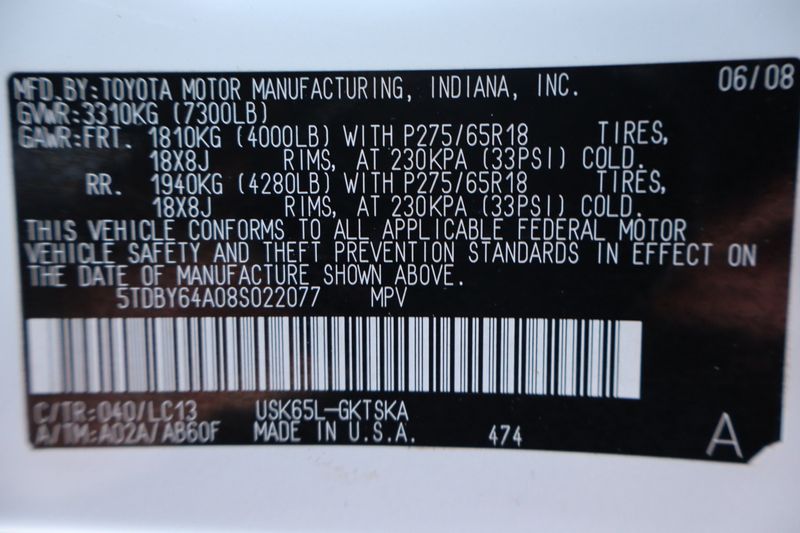 MFD.BY:TOYOTA MOTOR MANUFACTURING, INDIANA, INC. 06/08
GVWR:3310KG (7300LB)
GAWR:FRT. 1810KG (4000LB) WITH P275/65R18 TIRES,
18X8J RIMS, AT 230KPA (33PSI) COLD.
RR. 1940KG (4280LB) WITH P275/65R18 TIRES,
18X8J RIMS, AT 230KPA (33PSI) COLD.
THIS VEHICLE CONFORMS TO ALL APPLICABLE FEDERAL MOTOR
VEHICLE SAFETY AND THEFT PREVENTION STANDARDS IN EFFECT ON
THE DATE OF MANUFACTURE SHOWN ABOVE.
5TDBY64A08S022077 MPV
C/TR:040/LC13 USK65L-GKTSKA
A/TM:A02A/AB60F MADE IN U.S.A. 474 A